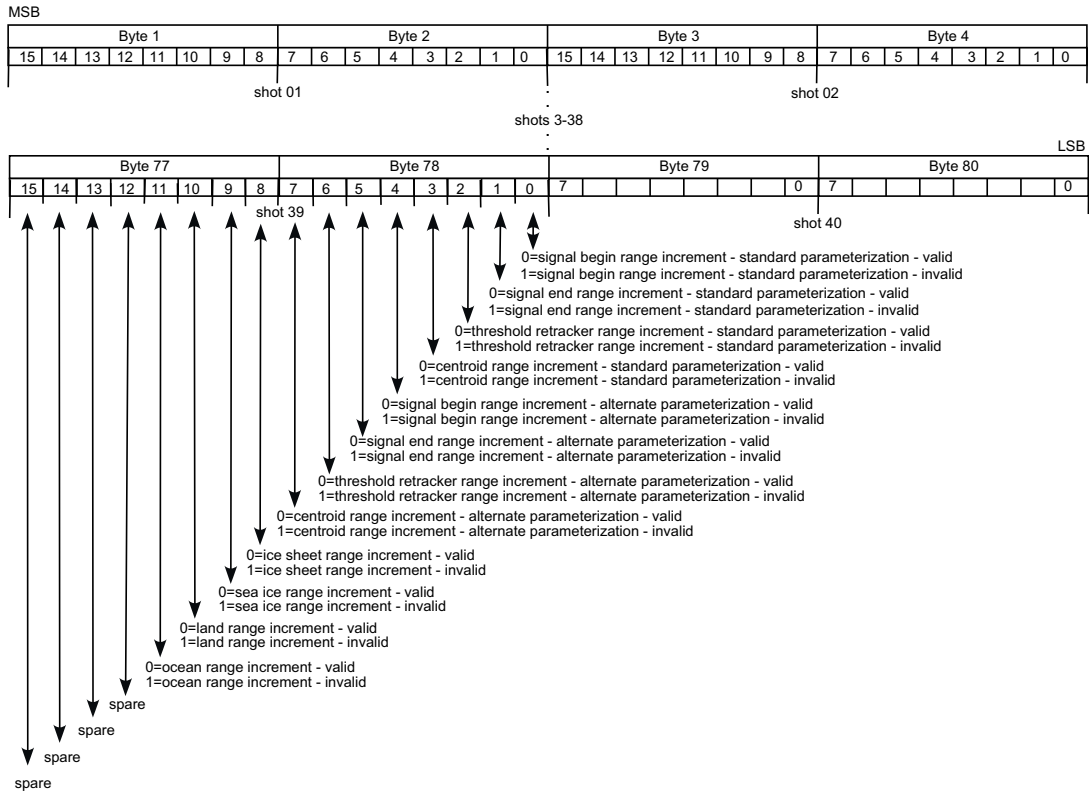 MSB
Byte 1 Byte 2 Byte 3 Byte 4
15 14 13 12 11 10 9 8 7 6 5 4 3 2 1 0 15 14 13 12 11 10 9 8 7 6 5 4 3 2 1 0
shot 01 shot 02
shots 3-38
LSB
Byte 77 Byte 78 Byte 79 Byte 80
15 14 13 12 11 10 9 8 7 6 5 4 3 2 1 0 7 0 7 0
shot 39 shot 40
0=signal begin range increment - standard parameterization - valid
1=signal begin range increment - standard parameterization - invalid
0=signal end range increment - standard parameterization - valid
1=signal end range increment - standard parameterization - invalid
0=threshold retracker range increment - standard parameterization - valid
1=threshold retracker range increment - standard parameterization - invalid
0=centroid range increment - standard parameterization - valid
1=centroid range increment - standard parameterization - invalid
0=signal begin range increment - alternate parameterization - valid
1=signal begin range increment - alternate parameterization - invalid
0=signal end range increment - alternate parameterization - valid
1=signal end range increment - alternate parameterization - invalid
0=threshold retracker range increment - alternate parameterization - valid
1=threshold retracker range increment - alternate parameterization - invalid
0=centroid range increment - alternate parameterization - valid
1=centroid range increment - alternate parameterization - invalid
0=ice sheet range increment - valid
1=ice sheet range increment - invalid
0=sea ice range increment - valid
1=sea ice range increment - invalid
0=land range increment - valid
1=land range increment - invalid
0=ocean range increment - valid
1=ocean range increment - invalid
spare
spare
spare
spare